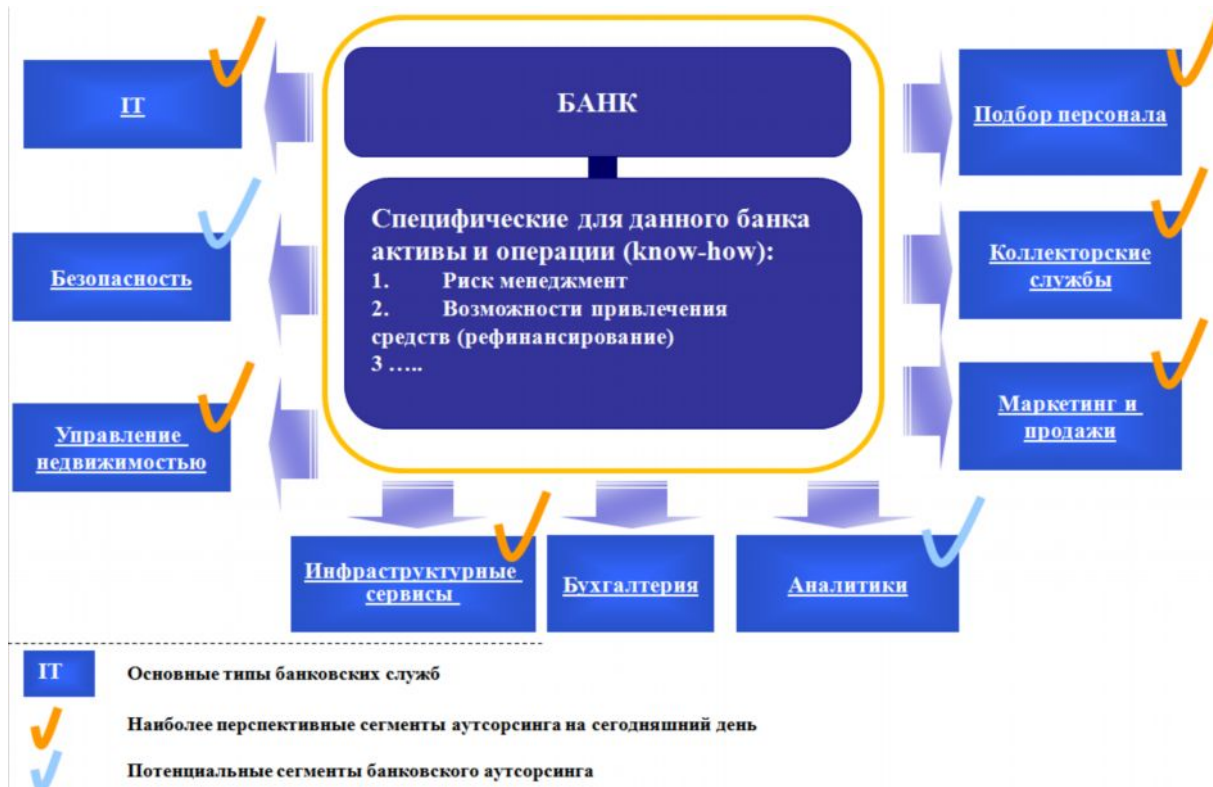 БАНК
Специфические для данного банка
активы и операции (know-how):
1. Риск менеджмент
2. Возможности привлечения
средств (рефинансирование)
3 …..
IT
Безопасность
Управление
недвижимостью
Подбор персонала
Коллекторские
службы
Маркетинг и
продажи
Инфраструктурные
сервисы
Бухгалтерия
Аналитики
IT
Основные типы банковских служб
Наиболее перспективные сегменты аутсорсинга на сегодняшний день
Потенциальные сегменты банковского аутсорсинга